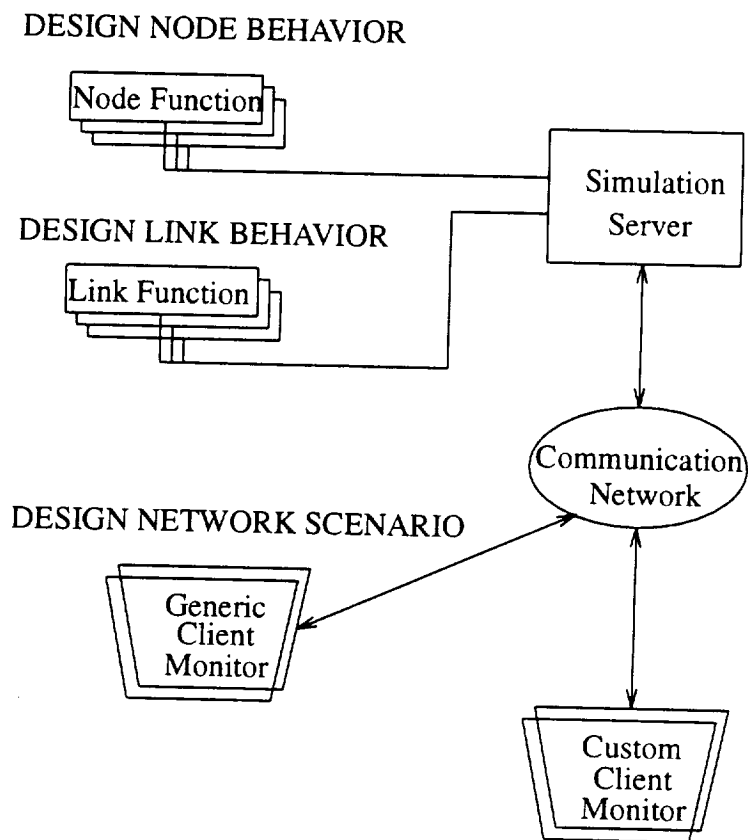 DESIGN NODE BEHAVIOR
Node Function
Simulation
Server
DESIGN LINK BEHAVIOR
Link Function
Communication
Network
DESIGN NETWORK SCENARIO
Generic
Client
Monitor
Custom
Client
Monitor